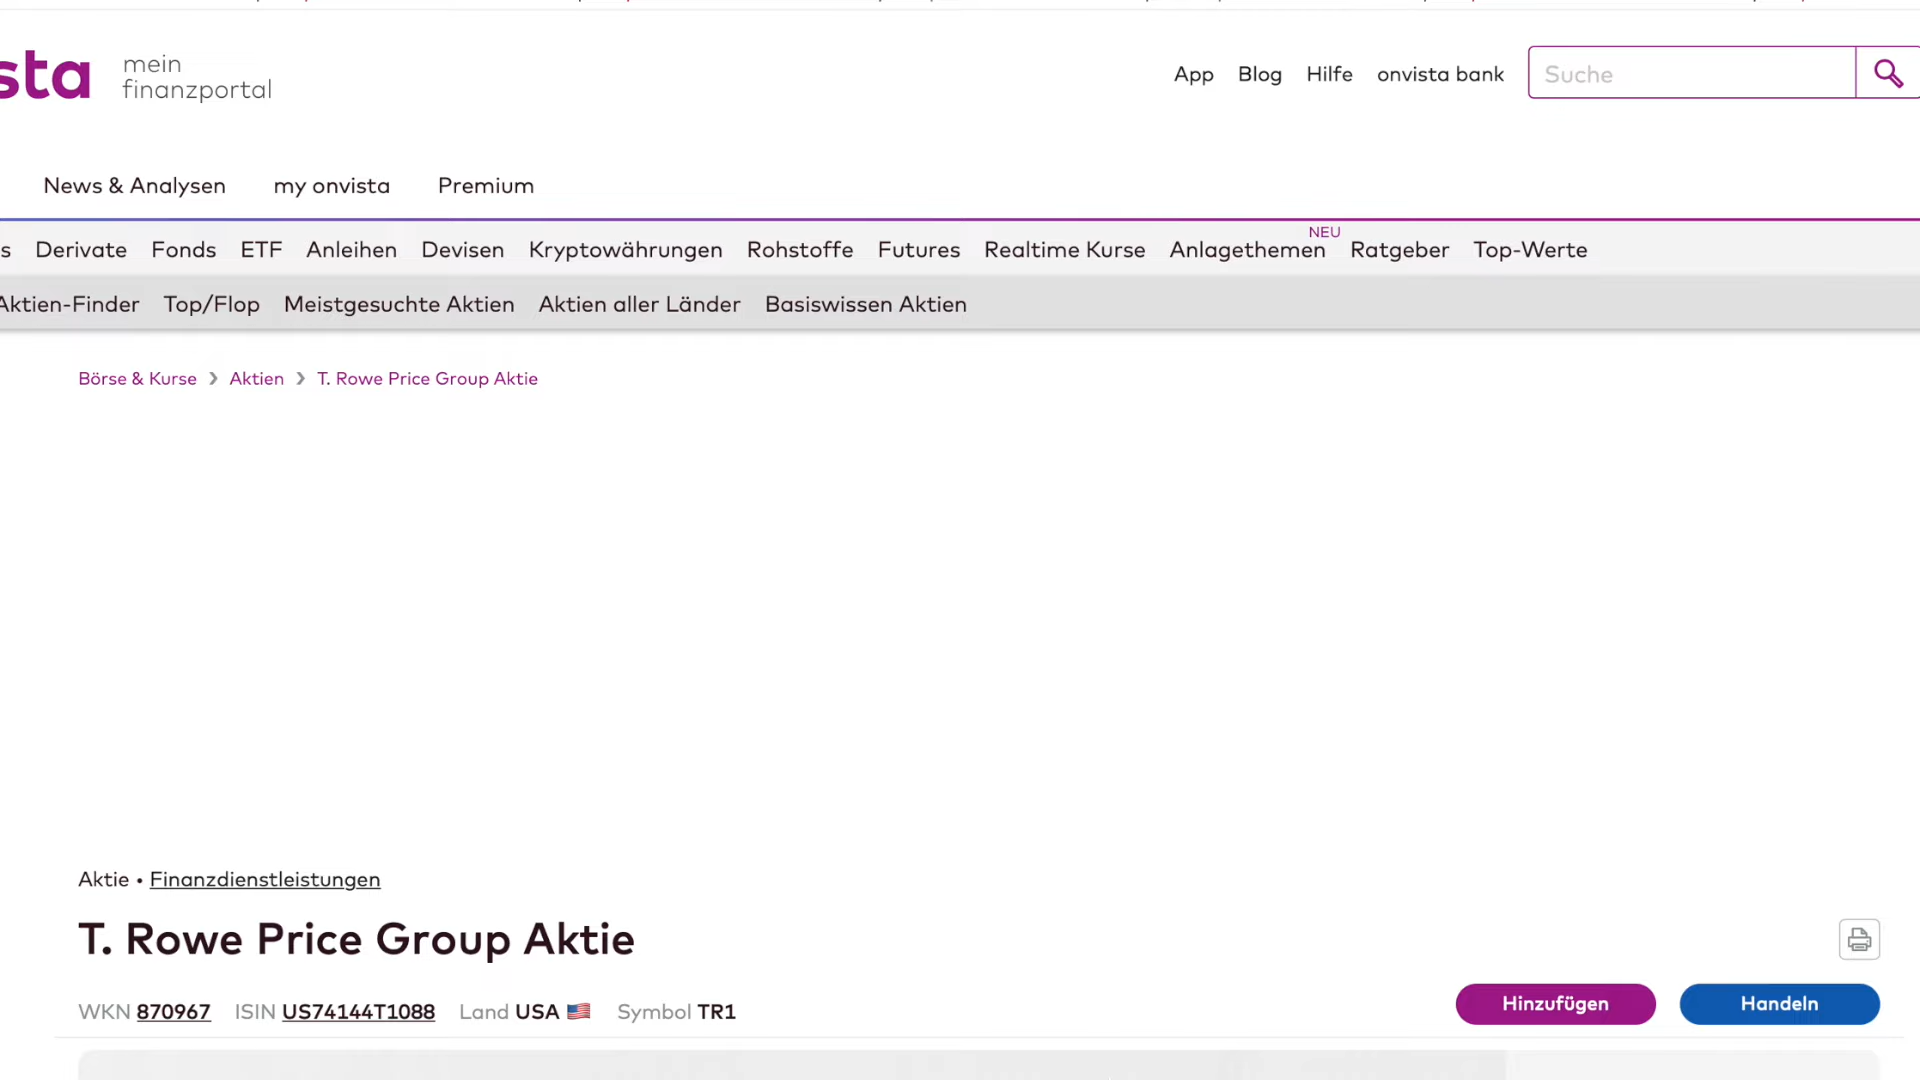 sta mein
finanzportal
App Blog Hilfe onvista bank Suche
News & Analysen my onvista Premium
s Derivate Fonds ETF Anleihen Devisen Kryptowährungen Rohstoffe Futures Realtime Kurse Anlagethemen NEU Ratgeber Top-Werte
Aktien-Finder Top/Flop Meistgesuchte Aktien Aktien aller Länder Basiswissen Aktien
Börse & Kurse › Aktien › T. Rowe Price Group Aktie
Aktie • Finanzdienstleistungen
T. Rowe Price Group Aktie
WKN 870967 ISIN US74144T1088 Land USA Symbol TR1 Hinzufügen Handeln